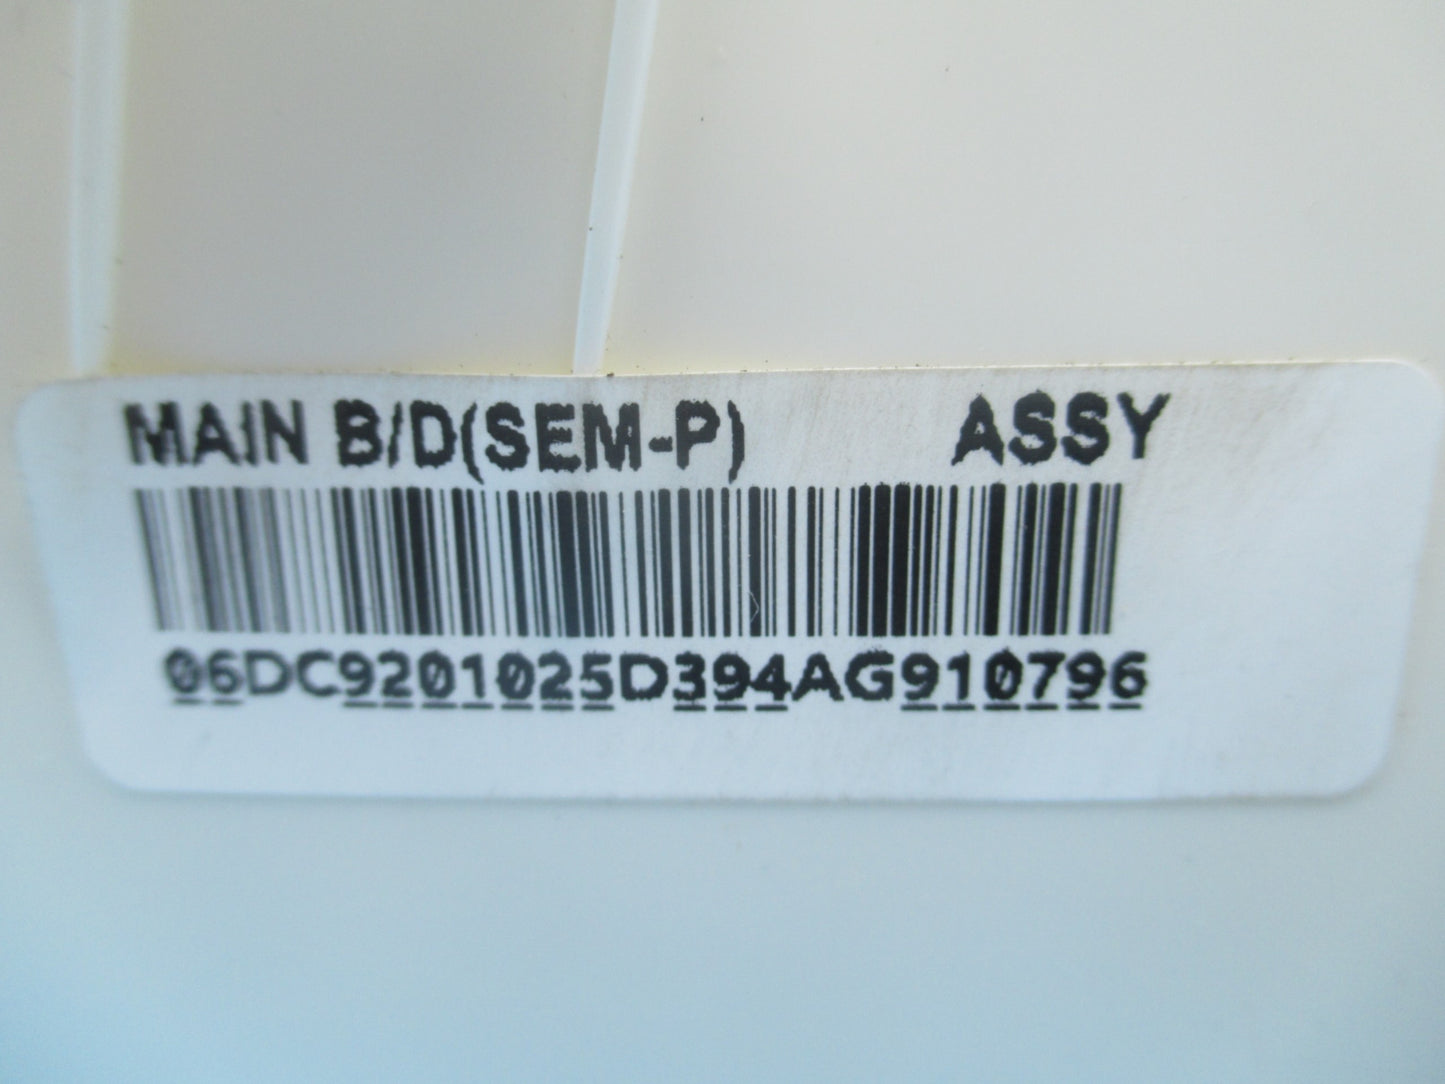 MAIN B/D(SEM-P) ASSY
06DC9201025D394AG910796